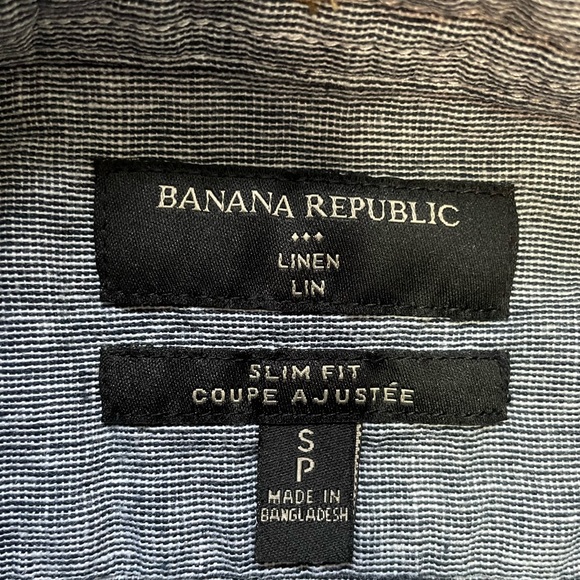 BANANA REPUBLIC
LINEN
LIN
SLIM FIT
COUPE AJUSTÉE
S
P
MADE IN
BANGLADESH